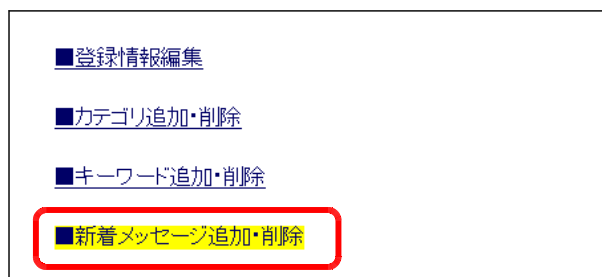 ■登録情報編集
■カテゴリ追加・削除
■キーワード追加・削除
■新着メッセージ追加・削除